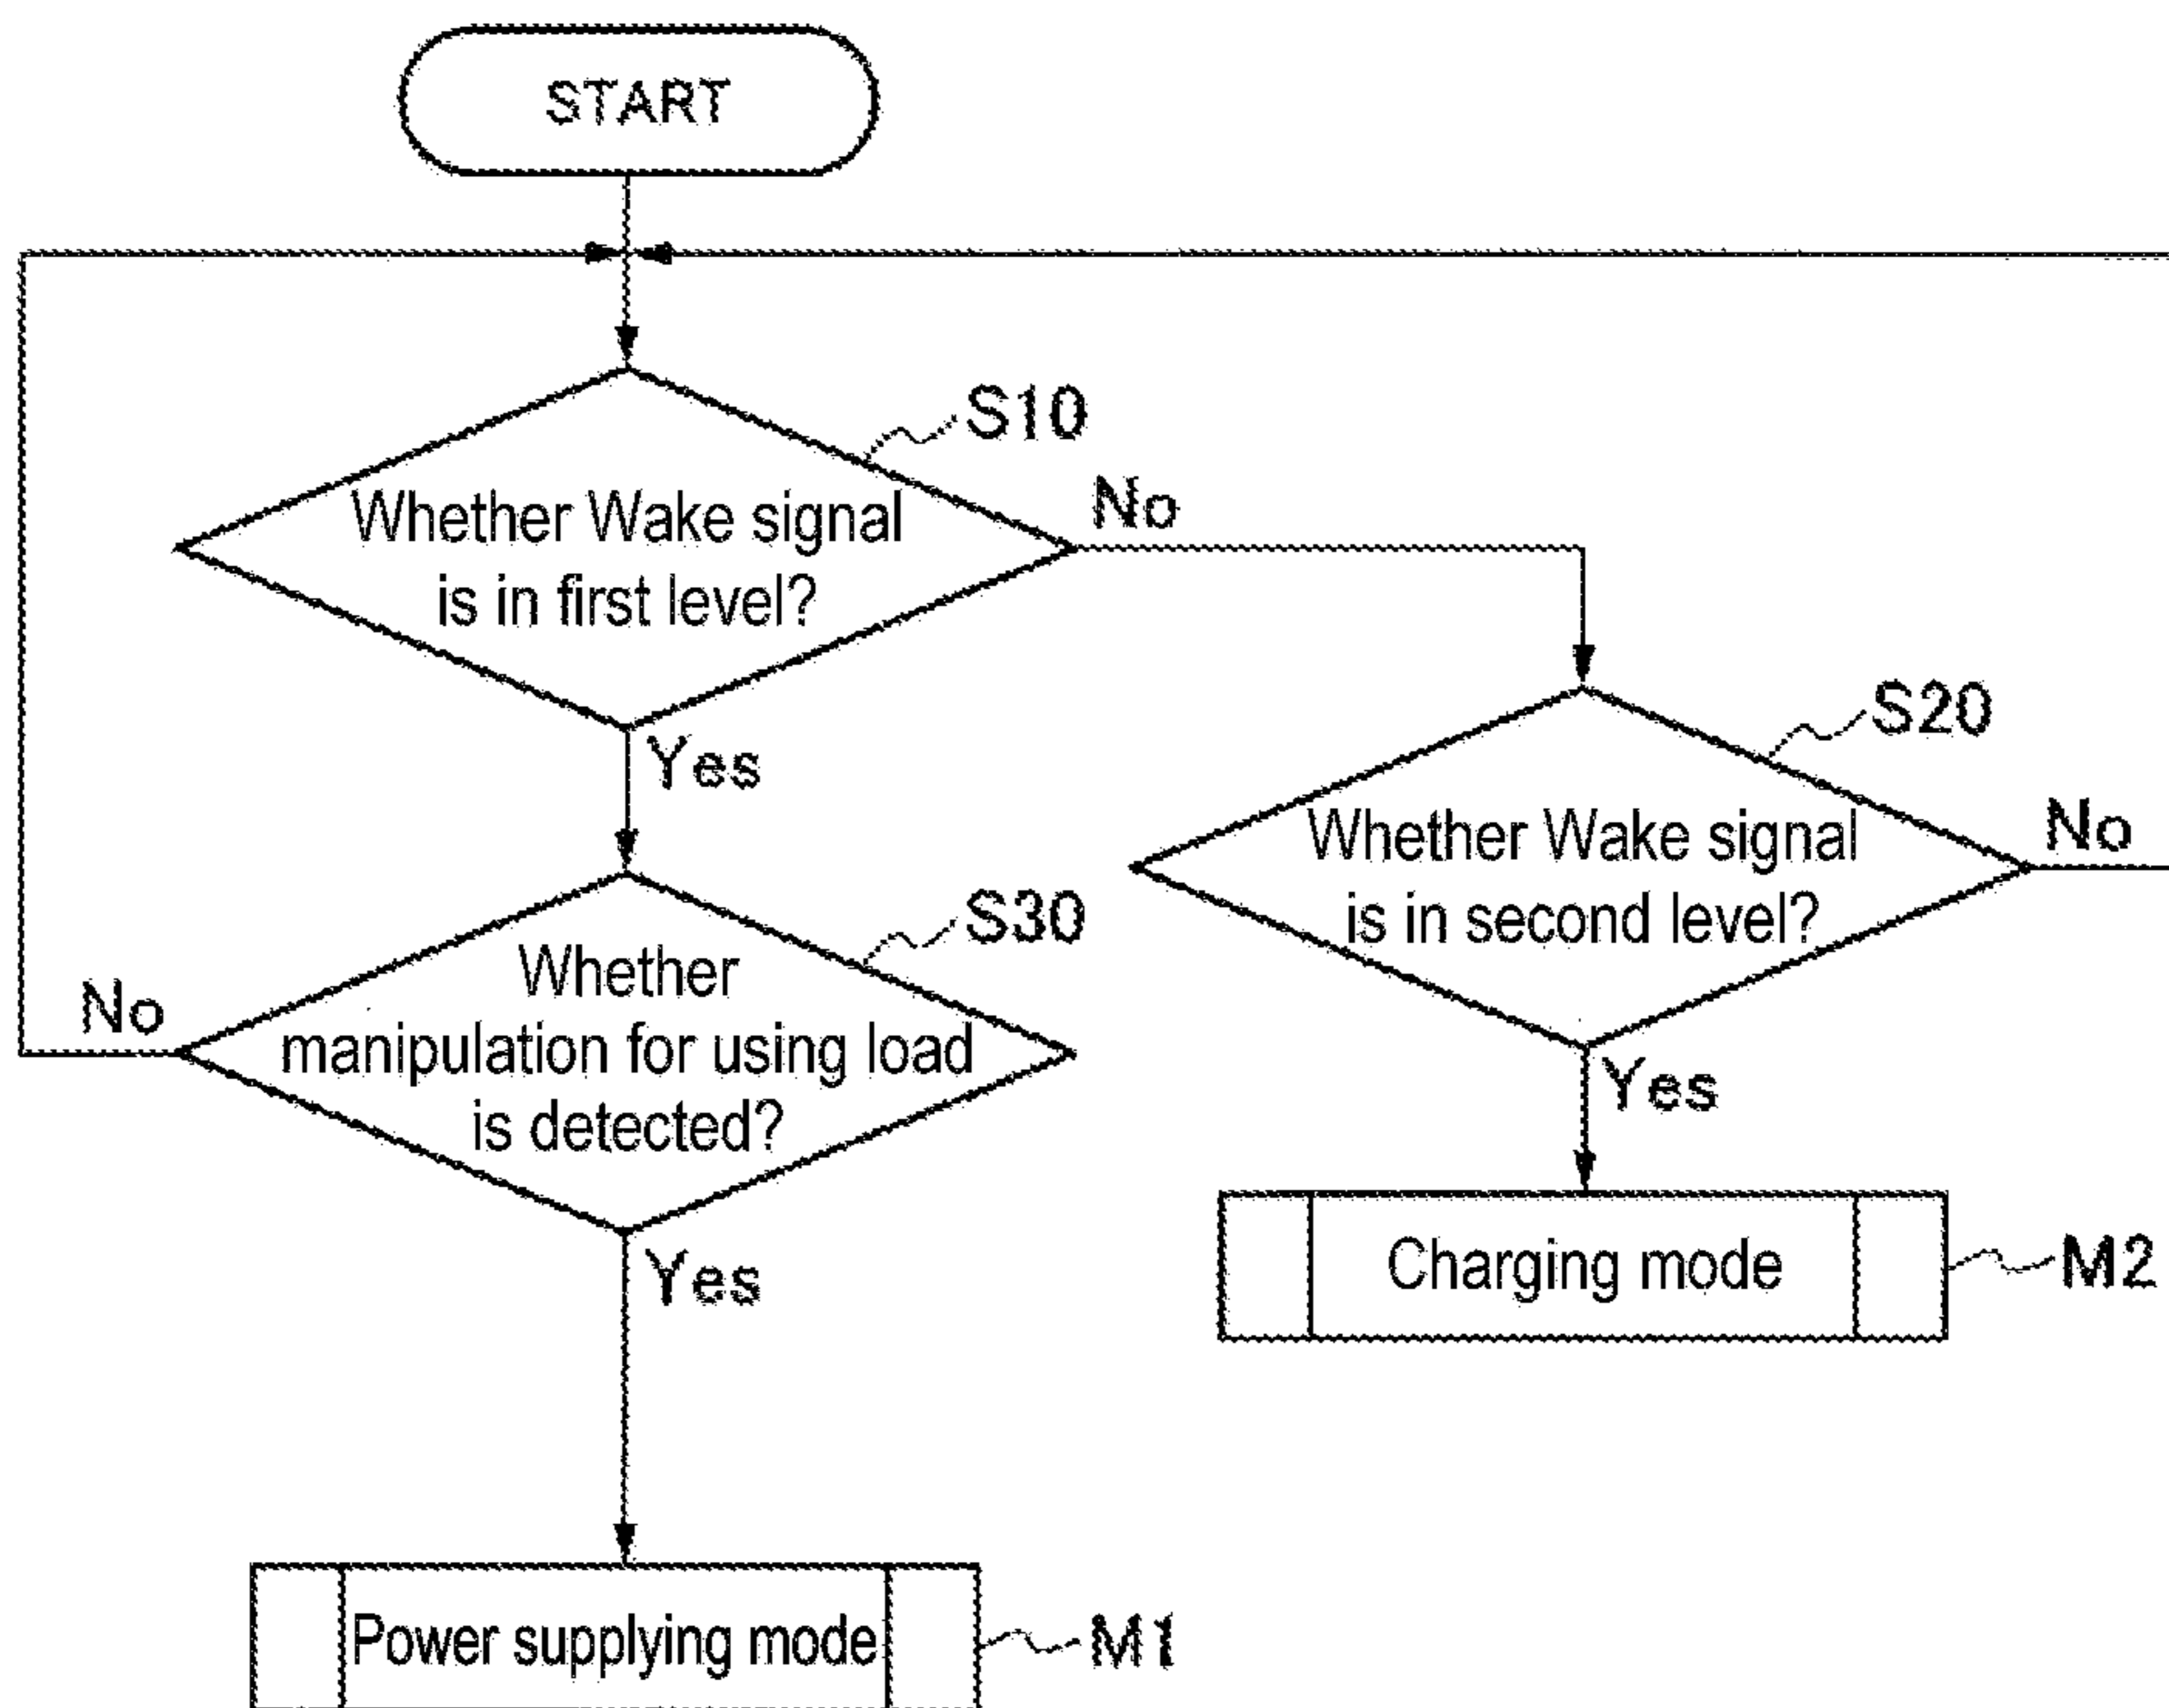 START
S10
Whether Wake signal
is in first level?
No
Yes
S20
Whether Wake signal
is in second level?
No
Yes
S30
Whether
manipulation for using load
is detected?
No
Yes
Charging mode
M2
Power supplying mode
M1